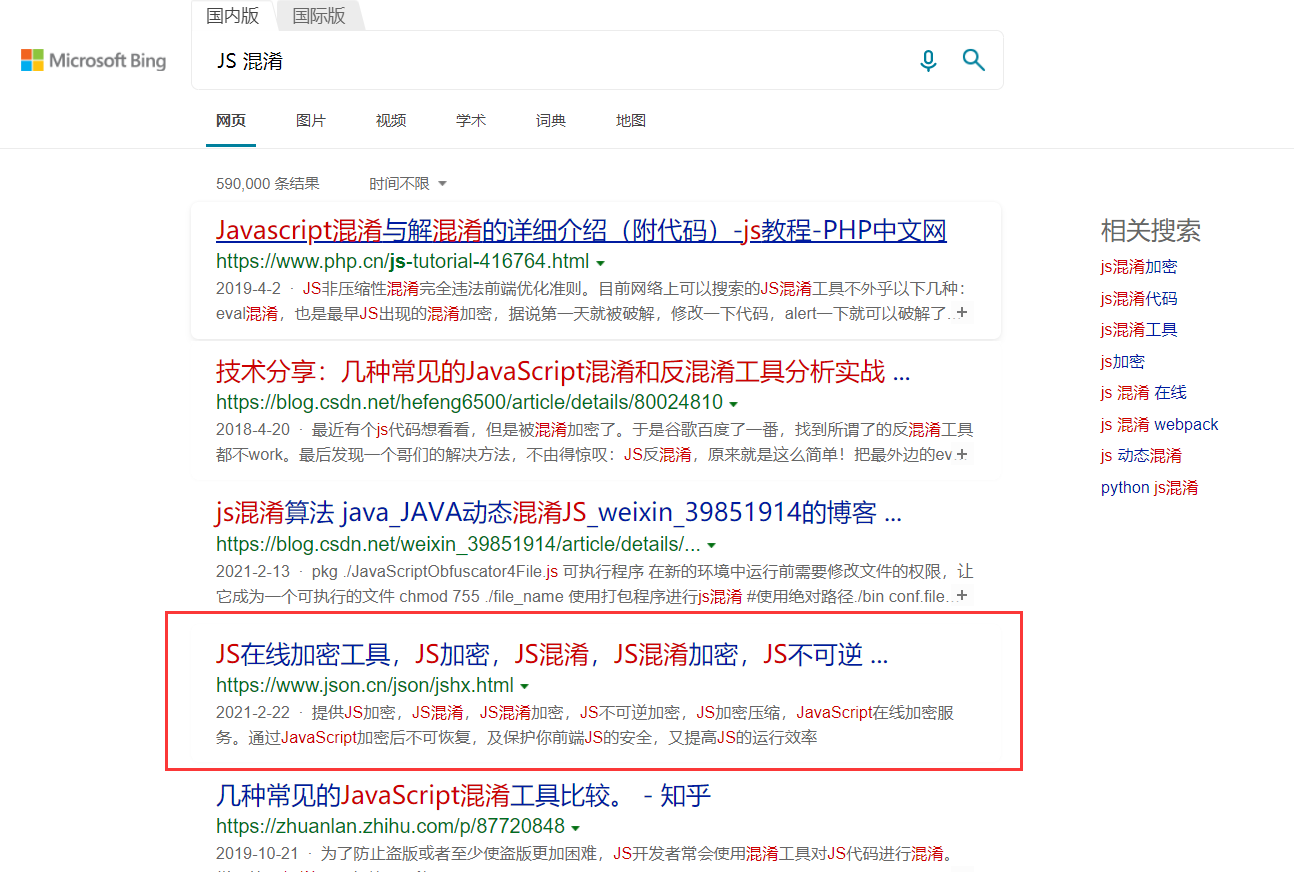 国内版 国际版
Microsoft Bing
JS 混淆
网页 图片 视频 学术 词典 地图
590,000 条结果 时间不限
Javascript混淆与解混淆的详细介绍（附代码）-js教程-PHP中文网
https://www.php.cn/js-tutorial-416764.html
2019-4-2 · JS非压缩性混淆完全违法前端优化准则。目前网络上可以搜索的JS混淆工具不外乎以下几种：
eval混淆，也是最早JS出现的混淆加密，据说第一天就被破解，修改一下代码，alert一下就可以破解了…
技术分享：几种常见的JavaScript混淆和反混淆工具分析实战 ...
https://blog.csdn.net/hefeng6500/article/details/80024810
2018-4-20 · 最近有个js代码想看看，但是被混淆加密了。于是谷歌百度了一番，找到所谓了的反混淆工具
都不work。最后发现一个哥们的解决方法，不由得惊叹：JS反混淆，原来就是这么简单！把最外边的ev…
js混淆算法 java_JAVA动态混淆JS_weixin_39851914的博客 ...
https://blog.csdn.net/weixin_39851914/article/details/...
2021-2-13 · pkg ./JavaScriptObfuscator4File.js 可执行程序 在新的环境中运行前需要修改文件的权限，让
它成为一个可执行的文件 chmod 755 ./file_name 使用打包程序进行js混淆 #使用绝对路径./bin conf.file…
JS在线加密工具，JS加密，JS混淆，JS混淆加密，JS不可逆 ...
https://www.json.cn/json/jshx.html
2021-2-22 · 提供JS加密，JS混淆，JS混淆加密，JS不可逆加密，JS加密压缩，JavaScript在线加密服
务。通过JavaScript加密后不可恢复，及保护你前端JS的安全，又提高JS的运行效率
几种常见的JavaScript混淆工具比较。 - 知乎
https://zhuanlan.zhihu.com/p/87720848
2019-10-21 · 为了防止盗版或者至少使盗版更加困难，JS开发者常会使用混淆工具对JS代码进行混淆。
相关搜索
js混淆加密
js混淆代码
js混淆工具
js加密
js 混淆 在线
js 混淆 webpack
js 动态混淆
python js混淆